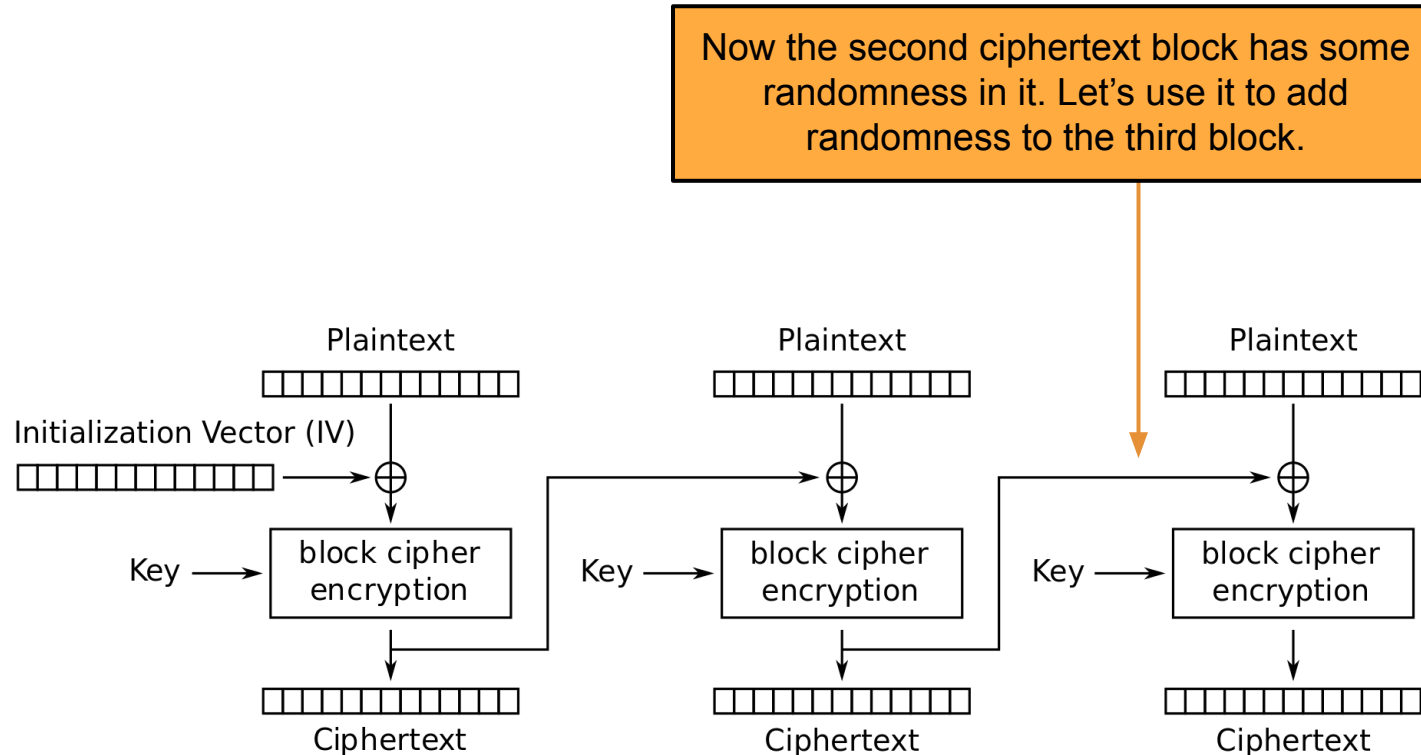 Now the second ciphertext block has some
randomness in it. Let’s use it to add
randomness to the third block.
Plaintext
Plaintext
Plaintext
Initialization Vector (IV)
Key
block cipher
encryption
Key
block cipher
encryption
Key
block cipher
encryption
Ciphertext
Ciphertext
Ciphertext